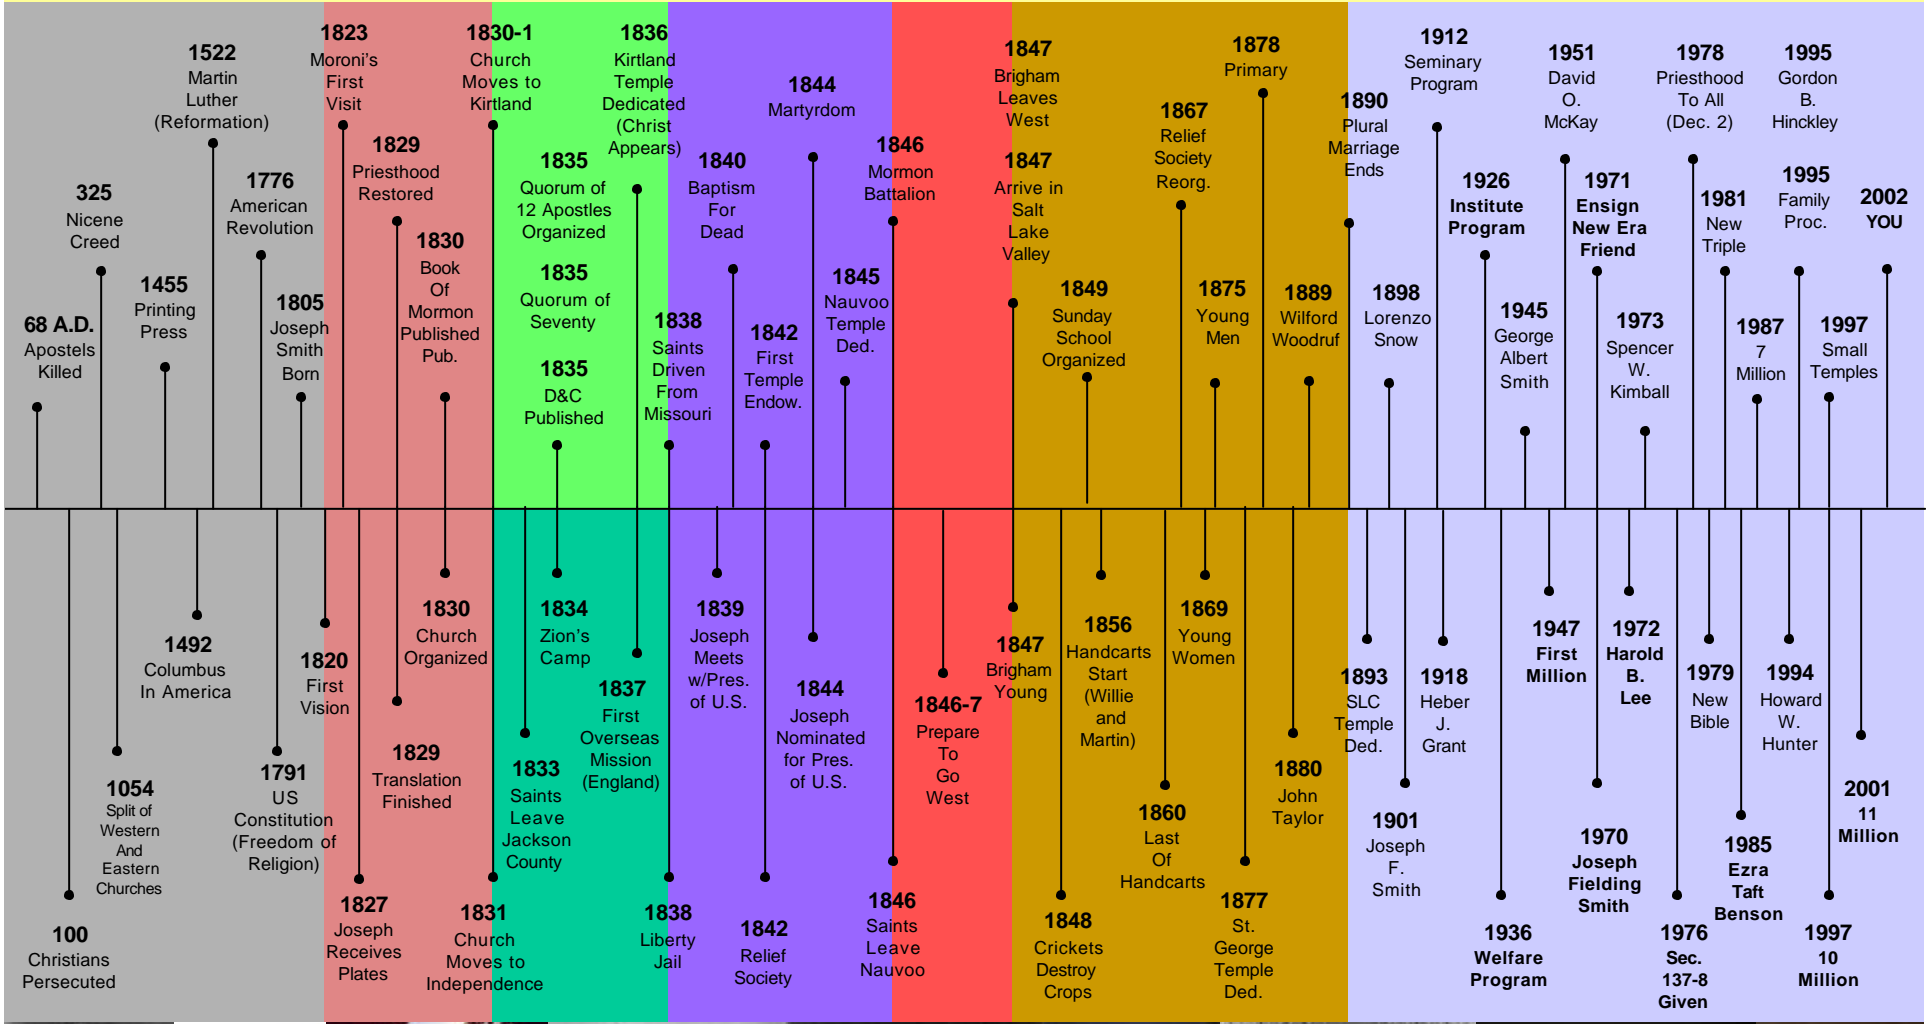 68 A.D.
Apostels
Killed
325
Nicene
Creed
1455
Printing
Press
1522
Martin
Luther
(Reformation)
1776
American
Revolution
1805
Joseph
Smith
Born
1823
Moroni's
First
Visit
1829
Priesthood
Restored
1830
Book
Of
Mormon
Published
Pub.
1830-1
Church
Moves to
Kirtland
1835
Quorum of
12 Apostles
Organized
1835
Quorum of
Seventy
1835
D&C
Published
1836
Kirtland
Temple
Dedicated
(Christ
Appears)
1838
Saints
Driven
From
Missouri
1840
Baptism
For
Dead
1842
First
Temple
Endow.
1844
Martyrdom
1845
Nauvoo
Temple
Ded.
1846
Mormon
Battalion
1847
Brigham
Leaves
West
1847
Arrive in
Salt
Lake
Valley
1849
Sunday
School
Organized
1867
Relief
Society
Reorg.
1875
Young
Men
1878
Primary
1889
Wilford
Woodruf
1890
Plural
Marriage
Ends
1898
Lorenzo
Snow
1912
Seminary
Program
1926
Institute
Program
1945
George
Albert
Smith
1951
David
O.
McKay
1971
Ensign
New Era
Friend
1973
Spencer
W.
Kimball
1978
Priesthood
To All
(Dec. 2)
1981
New
Triple
1987
7
Million
1995
Gordon
B.
Hinckley
1995
Family
Proc.
1997
Small
Temples
2002
YOU
100
Christians
Persecuted
1054
Split of
Western
And
Eastern
Churches
1492
Columbus
In America
1791
US
Constitution
(Freedom of
Religion)
1820
First
Vision
1827
Joseph
Receives
Plates
1829
Translation
Finished
1830
Church
Organized
1831
Church
Moves to
Independence
1833
Saints
Leave
Jackson
County
1834
Zion's
Camp
1837
First
Overseas
Mission
(England)
1838
Liberty
Jail
1839
Joseph
Meets
w/Pres.
of U.S.
1842
Relief
Society
1844
Joseph
Nominated
for Pres.
of U.S.
1846
Saints
Leave
Nauvoo
1846-7
Prepare
To
Go
West
1847
Brigham
Young
1848
Crickets
Destroy
Crops
1856
Handcarts
Start
(Willie
and
Martin)
1860
Last
Of
Handcarts
1869
Young
Women
1877
St.
George
Temple
Ded.
1880
John
Taylor
1893
SLC
Temple
Ded.
1901
Joseph
F.
Smith
1918
Heber
J.
Grant
1936
Welfare
Program
1947
First
Million
1970
Joseph
Fielding
Smith
1972
Harold
B.
Lee
1976
Sec.
137-8
Given
1979
New
Bible
1985
Ezra
Taft
Benson
1994
Howard
W.
Hunter
1997
10
Million
2001
11
Million